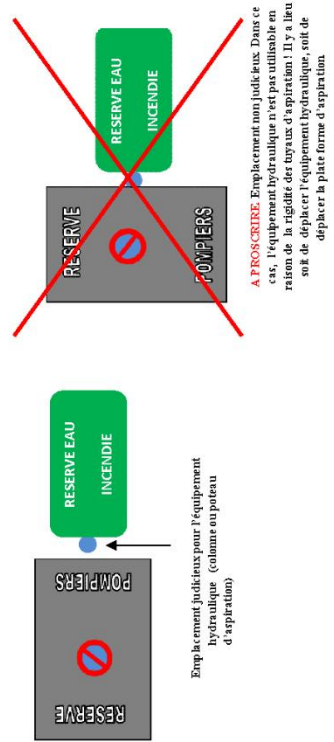 RESERVE
POMPIERS
RESERVE EAU
INCENDIE
Emplacement judicieux pour l'équipement
hydraulique (colonne ou poteau
d'aspiration)
RESERVE
POMPIERS
RESERVE EAU
INCENDIE
A PROSCRIRE. Emplacement non judicieux. Dans ce
cas, l'équipement hydraulique n'est pas utilisable en
raison de la rigidité des tuyaux d'aspiration ! Il y a lieu
soit de déplacer l'équipement hydraulique, soit de
déplacer la plate forme d'aspiration.